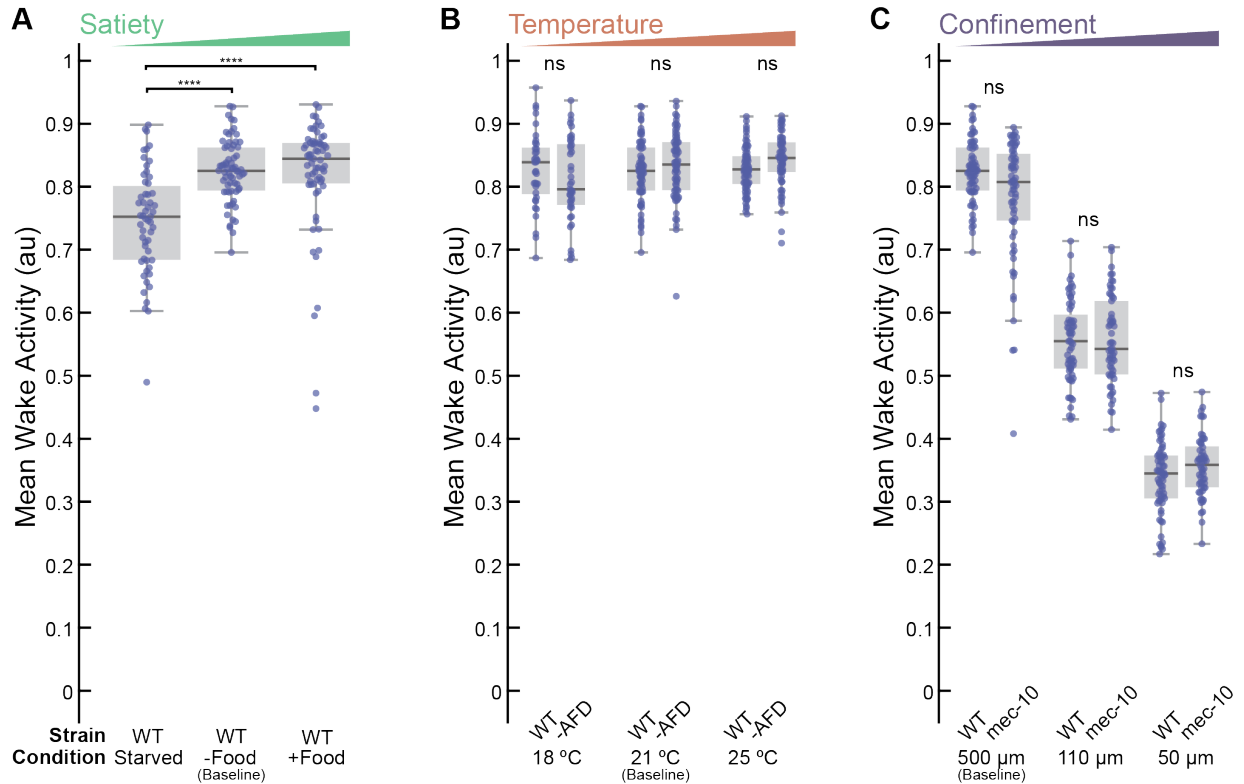 A Satiety
****
****
1
0.9
0.8
0.7
0.6
0.5
0.4
0.3
0.2
0.1
0
Mean Wake Activity (au)
Strain WT WT WT
Condition Starved -Food +Food
(Baseline)
B Temperature
ns ns ns
1
0.9
0.8
0.7
0.6
0.5
0.4
0.3
0.2
0.1
0
Mean Wake Activity (au)
WT -AFD WT -AFD WT -AFD
18 ºC 21 ºC 25 ºC
(Baseline)
C Confinement
ns
ns
ns
1
0.9
0.8
0.7
0.6
0.5
0.4
0.3
0.2
0.1
0
Mean Wake Activity (au)
WT mec-10 WT mec-10 WT mec-10
500 µm 110 µm 50 µm
(Baseline)